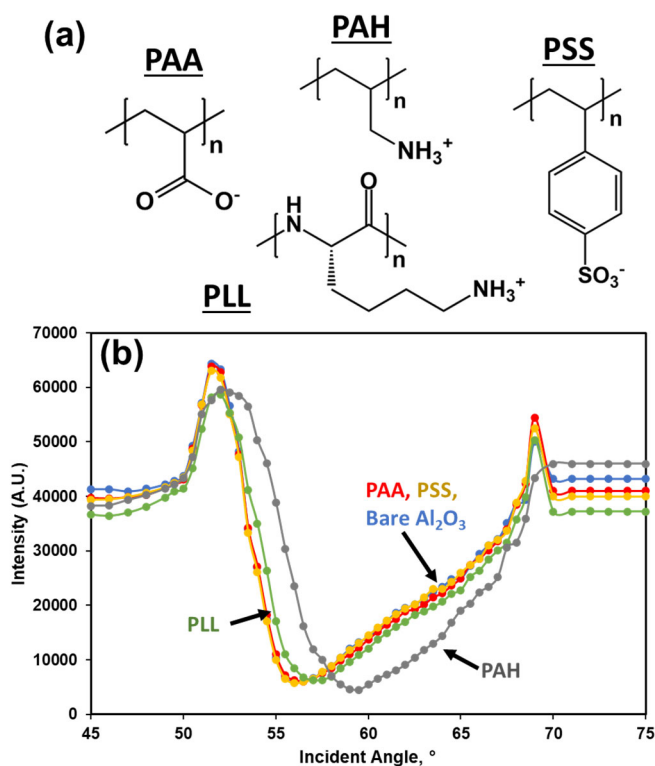 (a)
PAA
PAH
PSS
n
O
O-
n
NH3+
n
SO3-
H
N
O
n
NH3+
PLL
(b)
70000
60000
50000
40000
30000
20000
10000
0
Intensity (A.U.)
PAA, PSS,
Bare Al2O3
PLL
PAH
45 50 55 60 65 70 75
Incident Angle, °